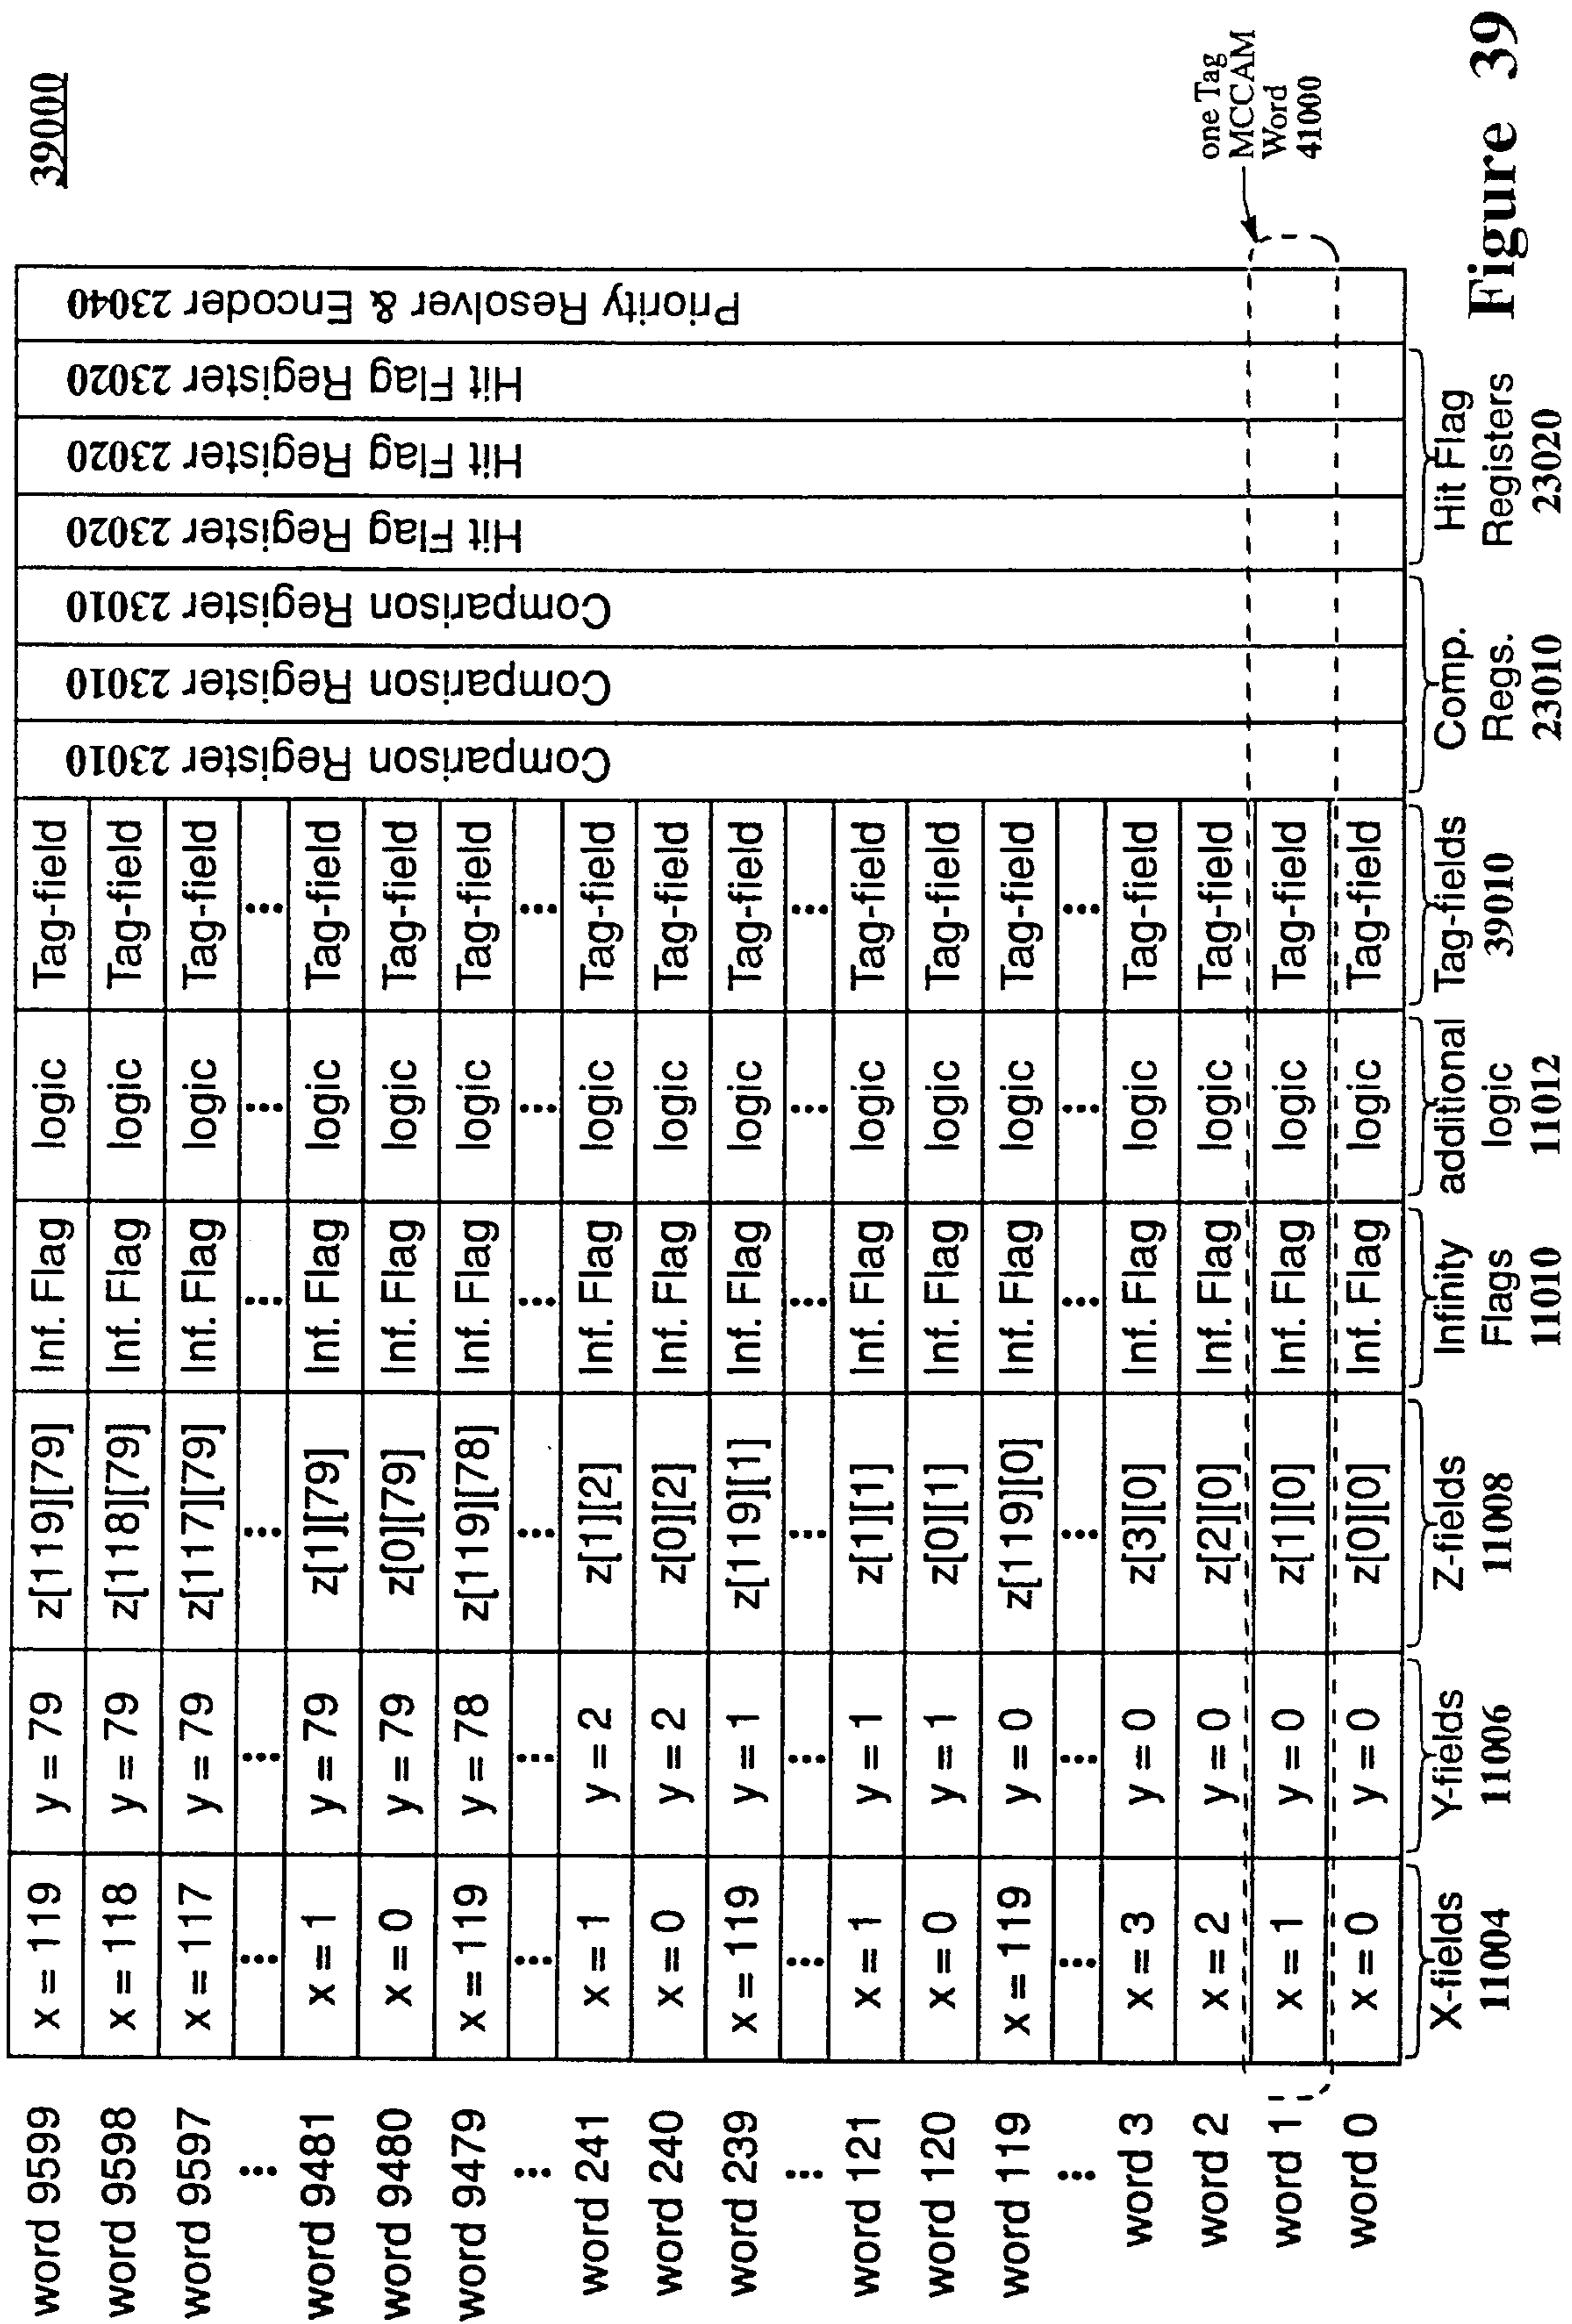 39000
word 9599 x = 119 y = 79 z[119][79] Inf. Flag logic Tag-field
word 9598 x = 118 y = 79 z[118][79] Inf. Flag logic Tag-field
word 9597 x = 117 y = 79 z[117][79] Inf. Flag logic Tag-field
... ... ... ... ... ... ...
word 9481 x = 1 y = 79 z[1][79] Inf. Flag logic Tag-field
word 9480 x = 0 y = 79 z[0][79] Inf. Flag logic Tag-field
word 9479 x = 119 y = 78 z[119][78] Inf. Flag logic Tag-field
... ... ... ... ... ... ...
word 241 x = 1 y = 2 z[1][2] Inf. Flag logic Tag-field
word 240 x = 0 y = 2 z[0][2] Inf. Flag logic Tag-field
word 239 x = 119 y = 1 z[119][1] Inf. Flag logic Tag-field
... ... ... ... ... ... ...
word 121 x = 1 y = 1 z[1][1] Inf. Flag logic Tag-field
word 120 x = 0 y = 1 z[0][1] Inf. Flag logic Tag-field
word 119 x = 119 y = 0 z[119][0] Inf. Flag logic Tag-field
... ... ... ... ... ... ...
word 3 x = 3 y = 0 z[3][0] Inf. Flag logic Tag-field
word 2 x = 2 y = 0 z[2][0] Inf. Flag logic Tag-field
word 1 x = 1 y = 0 z[1][0] Inf. Flag logic Tag-field
word 0 x = 0 y = 0 z[0][0] Inf. Flag logic Tag-field
Comparison Register 23010
Comparison Register 23010
Comparison Register 23010
Hit Flag Register 23020
Hit Flag Register 23020
Hit Flag Register 23020
Priority Resolver & Encoder 23040
one Tag
MCCAM
Word
41000
X-fields
11004
Y-fields
11006
Z-fields
11008
Infinity
Flags
11010
additional
logic
11012
Tag-fields
39010
Comp.
Regs.
23010
Hit Flag
Registers
23020
Figure 39